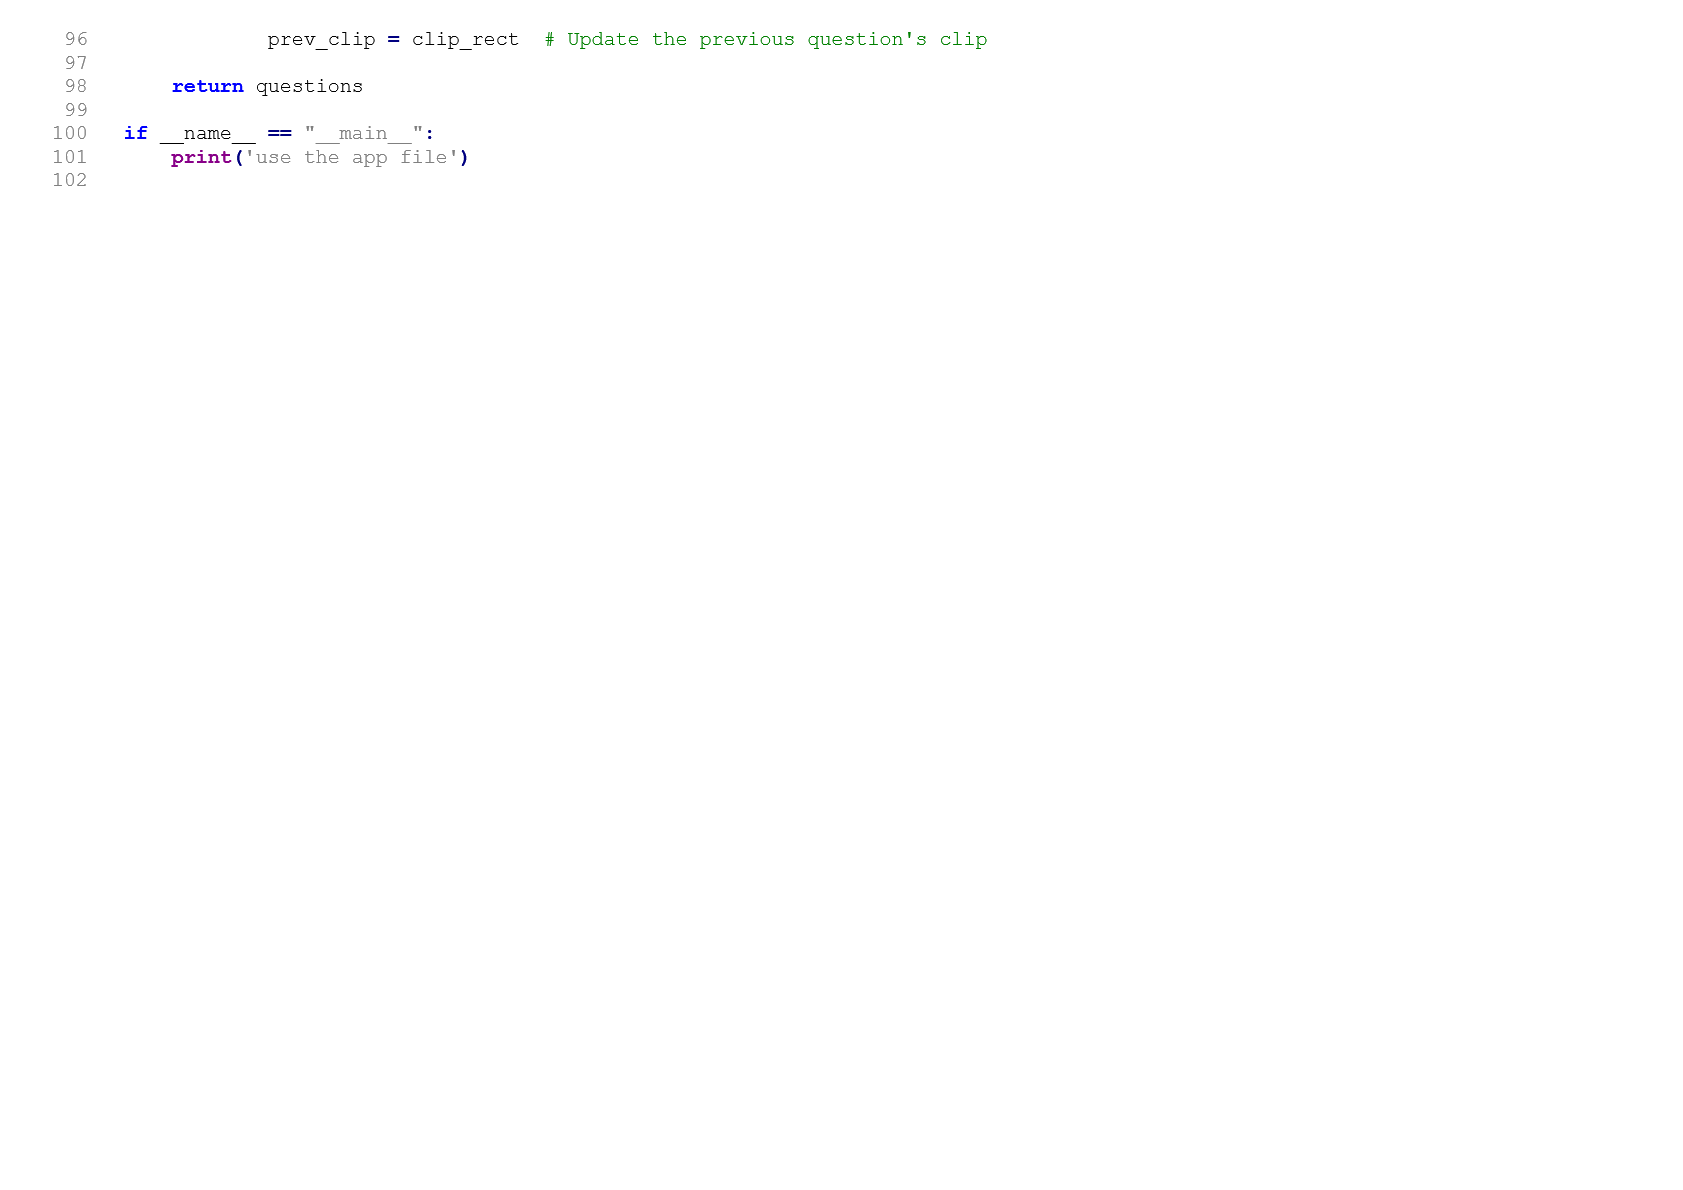 96                prev_clip = clip_rect  # Update the previous question's clip
97
98        return questions
99
100   if __name__ == "__main__":
101       print('use the app file')
102